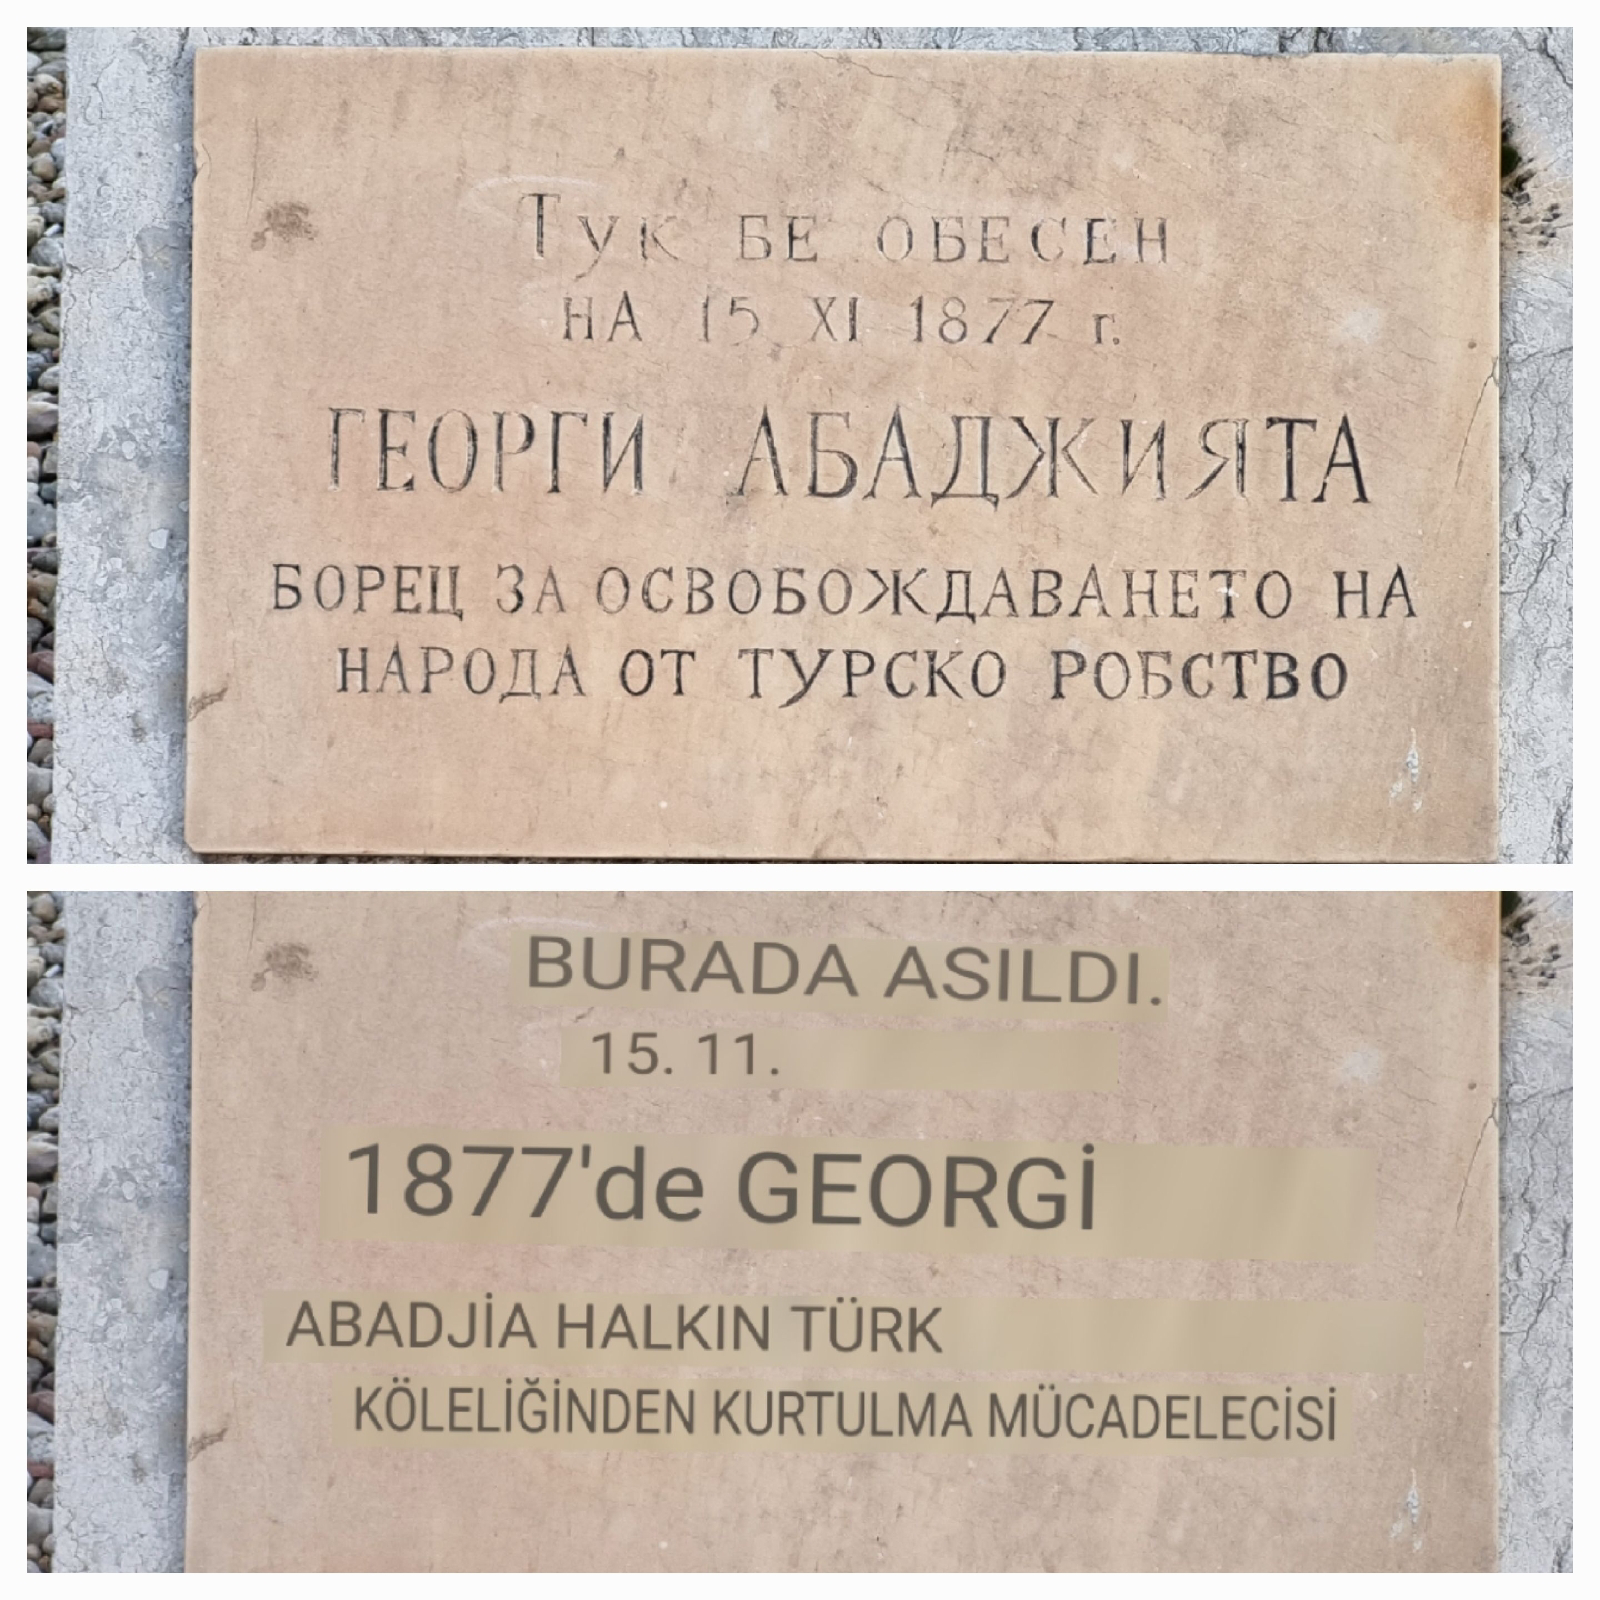 Тук БЕ ОБЕСЕН
НА 15 XI 1877 г.
ГЕОРГИ АБАДЖИЯТА
БОРЕЦ ЗА ОСВОБОЖДАВАНЕТО НА
НАРОДА ОТ ТУРСКО РОБСТВО
BURADA ASILDI.
15. 11.
1877'de GEORGİ
ABADJİA HALKIN TÜRK
KÖLELİĞİNDEN KURTULMA MÜCADELECİSİ